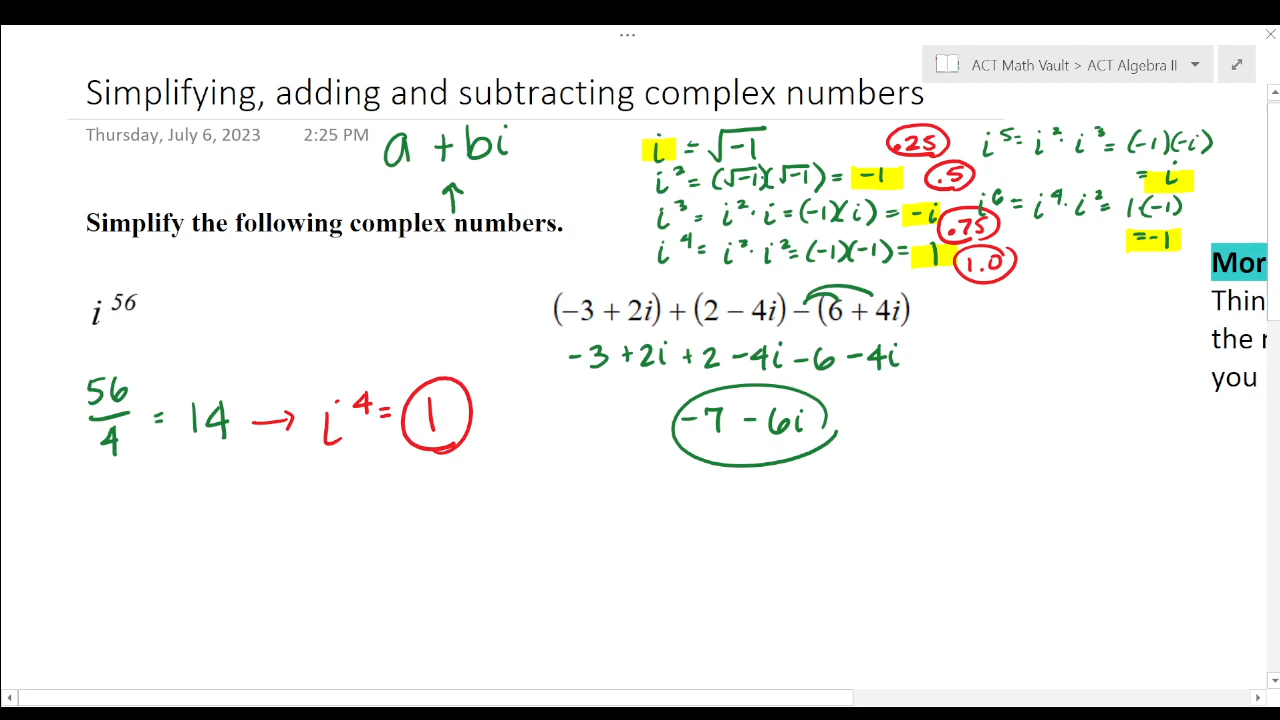 ...
ACT Math Vault > ACT Algebra II
Simplifying, adding and subtracting complex numbers
Thursday, July 6, 2023 2:25 PM
a + bi
Simplify the following complex numbers.
i = √-1 .25
i² = (√-1)(√-1) = -1 .5
i³ = i² · i = (-1)(i) = -i .75
i⁴ = i² · i² = (-1)(-1) = 1 1.0
i⁵ = i² · i³ = (-1)(-i)
= i
i⁶ = i⁴ · i² = 1(-1)
= -1
Mor
Thin
the r
you
i⁵⁶
56/4 = 14 → i⁴ = 1
(−3 + 2i) + (2 − 4i) − (6 + 4i)
-3 + 2i + 2 - 4i - 6 - 4i
-7 - 6i